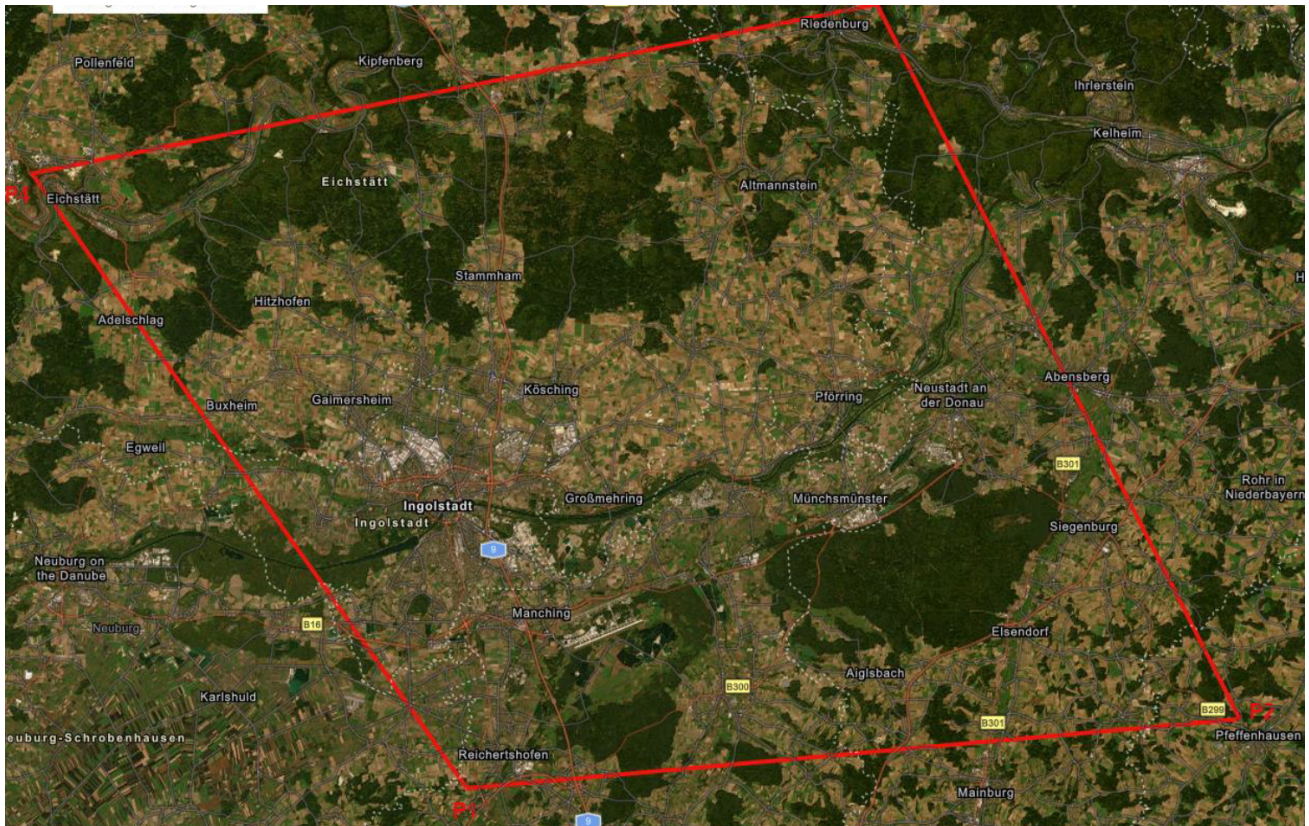 Riedenburg
Pollenfeld
Kipfenberg
Ihrlerstein
Kelheim
Eichstätt
Altmannstein
P4
Eichstätt
Stammham
H
Hitzhofen
Adelschlag
Abensberg
Kösching
Neustadt an
der Donau
Gaimersheim
Pförring
Buxheim
Egweil
B301
Rohr in
Niederbayern
Großmehring
Münchsmünster
Ingolstadt
Ingolstadt
Siegenburg
9
Neuburg on
the Danube
Manching
B16
Neuburg
Elsendorf
Aiglsbach
B300
Karlshuld
B299
P2
B301
euburg-Schrobenhausen
Pfeffenhausen
Reichertshofen
Mainburg
P1
9